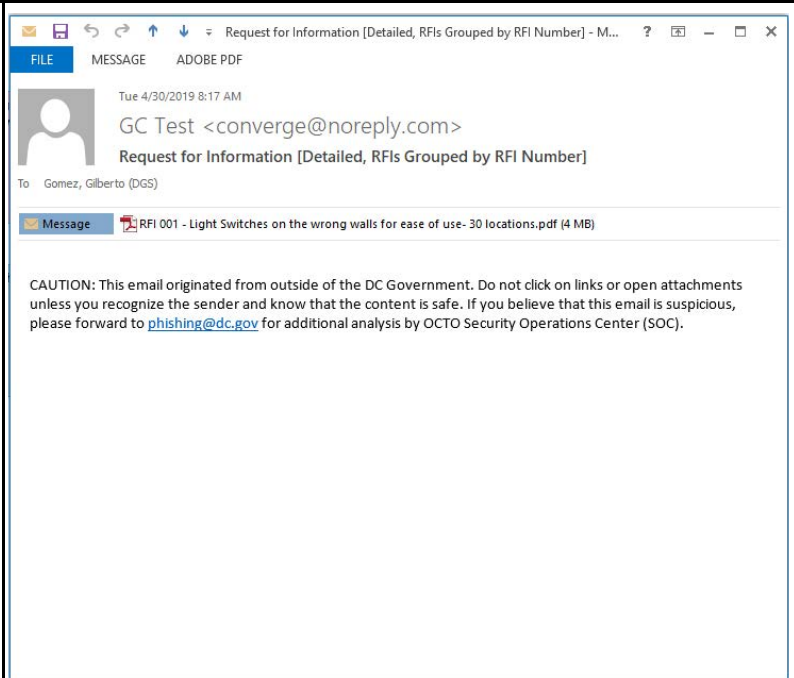 Request for Information [Detailed, RFIs Grouped by RFI Number] - M... ?
FILE MESSAGE ADOBE PDF
Tue 4/30/2019 8:17 AM
GC Test <converge@noreply.com>
Request for Information [Detailed, RFIs Grouped by RFI Number]
To Gomez, Gilberto (DGS)
Message RFI 001 - Light Switches on the wrong walls for ease of use- 30 locations.pdf (4 MB)
CAUTION: This email originated from outside of the DC Government. Do not click on links or open attachments
unless you recognize the sender and know that the content is safe. If you believe that this email is suspicious,
please forward to phishing@dc.gov for additional analysis by OCTO Security Operations Center (SOC).